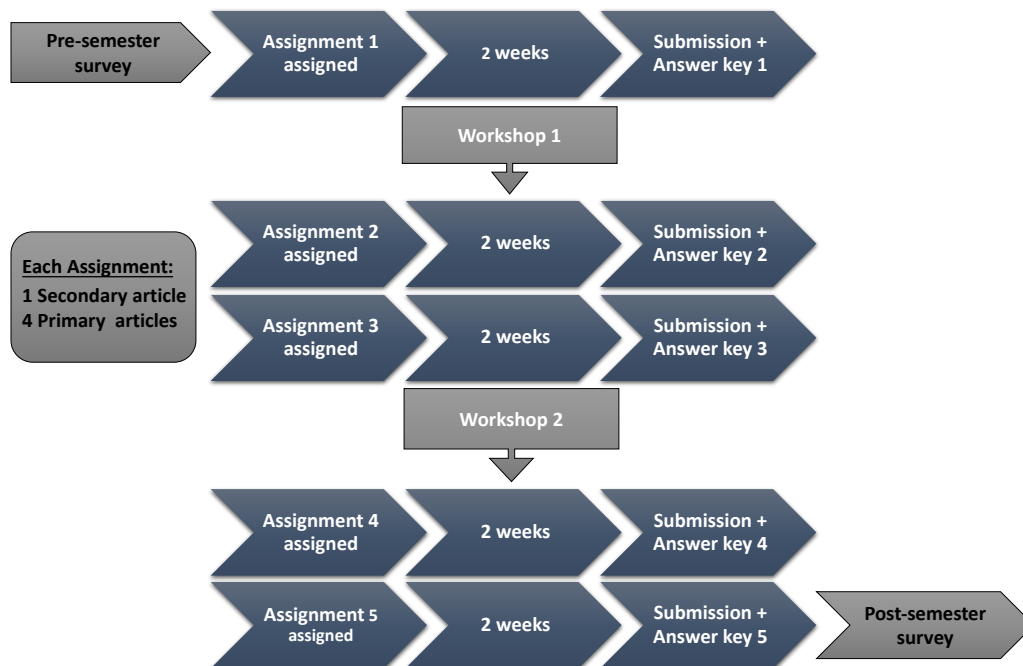 Pre-semester
survey
Assignment 1
assigned
2 weeks
Submission +
Answer key 1
Workshop 1
Assignment 2
assigned
2 weeks
Submission +
Answer key 2
Each Assignment:
1 Secondary article
4 Primary articles
Assignment 3
assigned
2 weeks
Submission +
Answer key 3
Workshop 2
Assignment 4
assigned
2 weeks
Submission +
Answer key 4
Assignment 5
assigned
2 weeks
Submission +
Answer key 5
Post-semester
survey